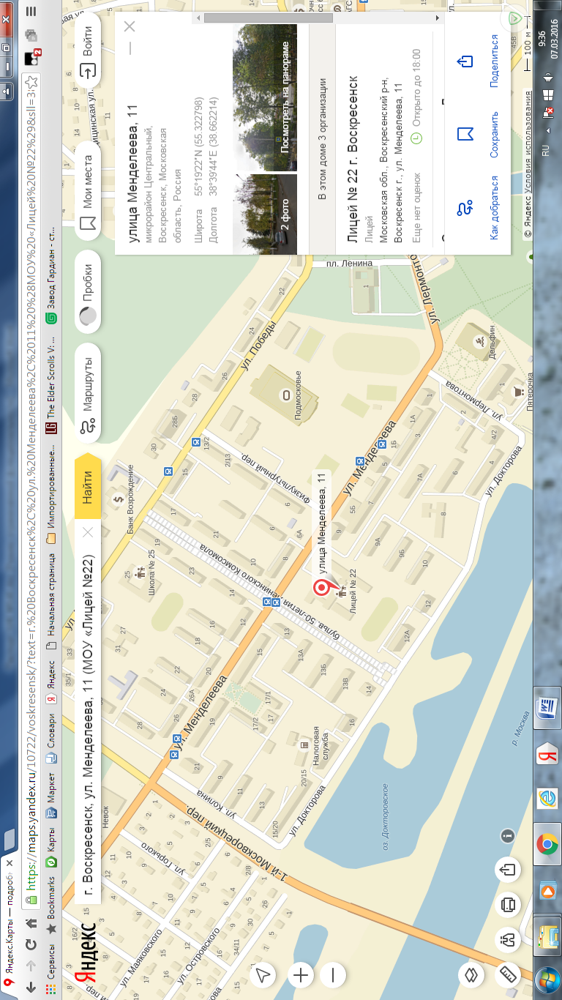 Яндекс.Карты — подробн
https://maps.yandex.ru/10722/voskresensk/?text=г.%20Воскресенск%2C%20ул.%20Менделеева%2C%2011%20%28МОУ%20«Лицей%20№22%29&sll=3
2
Сервисы
Bookmarks
Карты
Маркет
Словари
Яндекс
Начальная страница
Импортированные...
The Elder Scrolls V: ...
Завод Гардиан - ст...
Яндекс
г. Воскресенск, ул. Менделеева, 11 (МОУ «Лицей №22)
Найти
Маршруты
Пробки
Мои места
Войти
улица Менделеева, 11
микрорайон Центральный,
Воскресенск, Московская
область, Россия
Широта 55°19′22″N (55.322798)
Долгота 38°39′44″E (38.662214)
2 фото
Посмотреть на панораме
В этом доме 3 организации
Лицей № 22 г. Воскресенск
Лицей
Московская обл., Воскресенский р-н,
Воскресенск г., ул. Менделеева, 11
Еще нет оценок
Открыто до 18:00
Как добраться
Сохранить
Поделиться
© Яндекс Условия использования
100 м
Невок
Банк Возрождение
Школа № 25
ул. Победы
пл. Ленина
ул. Лермонтова
Подмосковье
Дельфин
Пятерочка
ул. Лермонтова
ул. Менделеева
ул. Менделеева
Физкультурный пер.
бульв. 50-летия Ленинского Комсомола
улица Менделеева, 11
Лицей № 22
Налоговая
служба
ул. Докторова
ул. Докторова
ул. Колина
1-й Москворецкий пер.
ул. Горького
ул. Маяковского
ул. Островского
оз. Докторовское
р. Москва
RU
9:36
07.03.2016